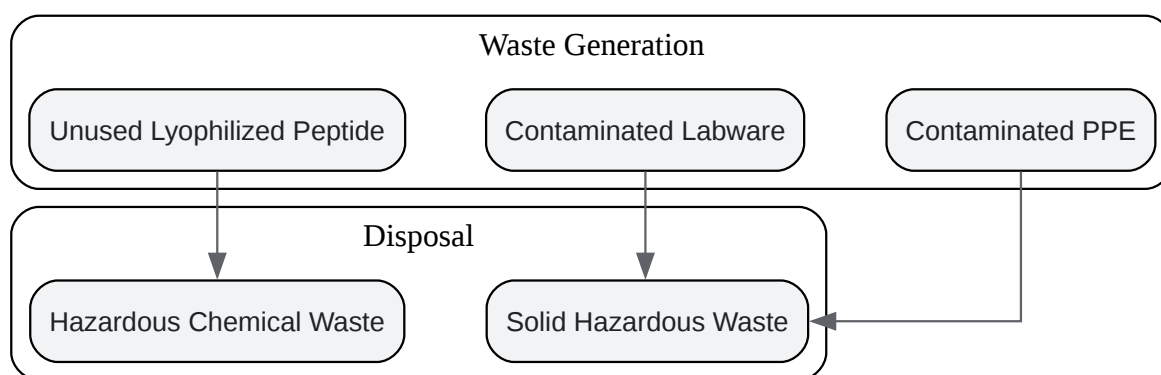 Waste Generation
Unused Lyophilized Peptide
Contaminated Labware
Contaminated PPE
Disposal
Hazardous Chemical Waste
Solid Hazardous Waste